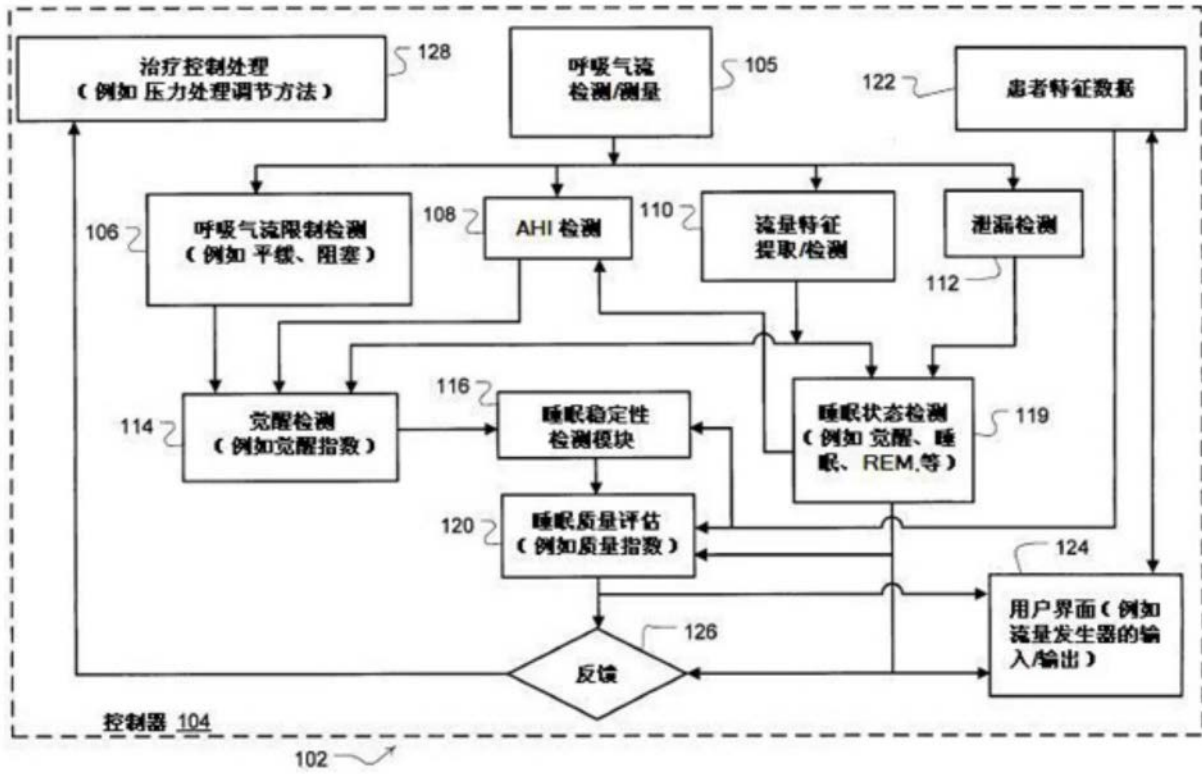 治疗控制处理
（例如 压力处理调节方法）
128
呼吸气流
检测/测量
105
122
患者特征数据
106
呼吸气流限制检测
（例如 平缓、阻塞）
108
AHI 检测
110
流量特征
提取/检测
泄漏检测
112
114
觉醒检测
（例如觉醒指数）
116
睡眠稳定性
检测模块
睡眠状态检测
（例如 觉醒、睡
眠、REM,等）
119
120
睡眠质量评估
（例如质量指数）
124
用户界面（例如
流量发生器的输
入/输出）
126
反馈
控制器 104
102